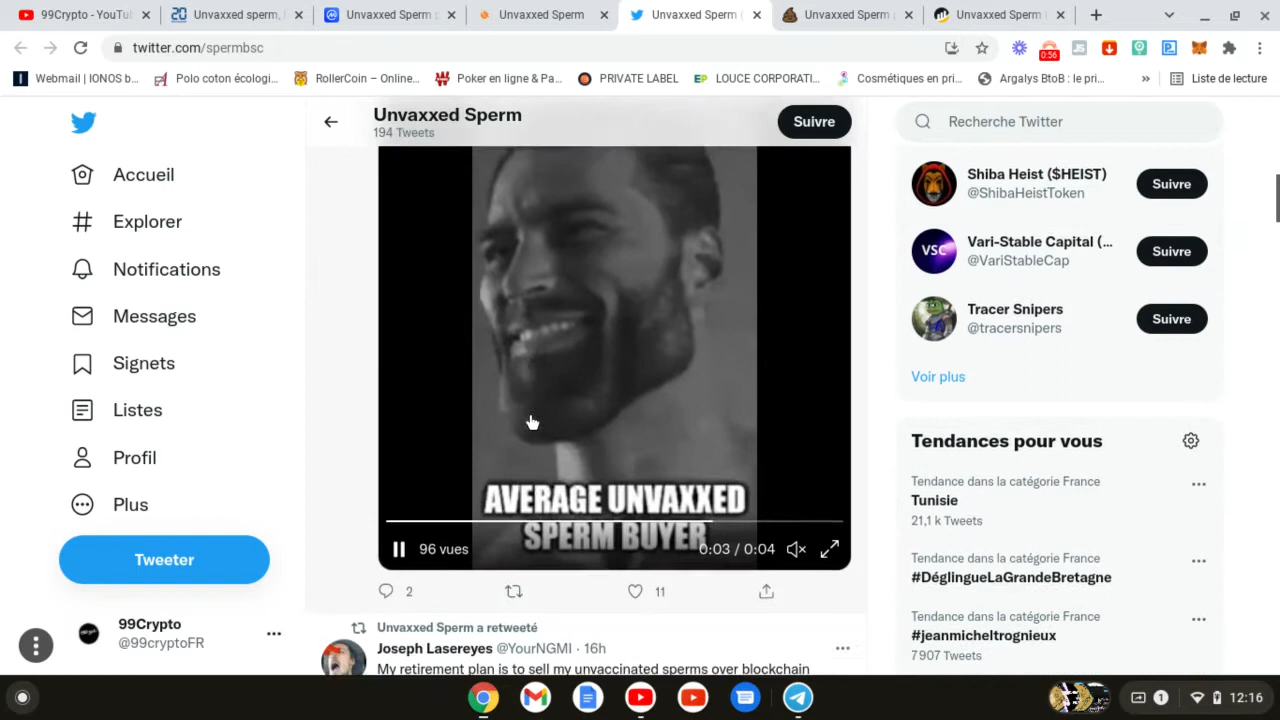 99Crypto - YouTu
Unvaxxed sperm,
Unvaxxed Sperm p
Unvaxxed Sperm
Unvaxxed Sperm (
Unvaxxed Sperm p
Unvaxxed Sperm
twitter.com/spermbsc
0:56
Webmail | IONOS b...
Polo coton écologi...
RollerCoin – Online...
Poker en ligne & Pa...
PRIVATE LABEL
LOUCE CORPORATI...
Cosmétiques en pri...
Argalys BtoB : le pri...
»
Liste de lecture
Unvaxxed Sperm
194 Tweets
Suivre
Recherche Twitter
Accueil
Explorer
Notifications
Messages
Signets
Listes
Profil
Plus
Tweeter
99Crypto
@99cryptoFR
AVERAGE UNVAXXED
SPERM BUYER
96 vues
0:03 / 0:04
2
11
Unvaxxed Sperm a retweeté
Joseph Lasereyes @YourNGMI · 16h
My retirement plan is to sell my unvaccinated sperms over blockchain
Shiba Heist ($HEIST)
@ShibaHeistToken
Suivre
VSC
Vari-Stable Capital (...
@VariStableCap
Suivre
Tracer Snipers
@tracersnipers
Suivre
Voir plus
Tendances pour vous
Tendance dans la catégorie France
Tunisie
21,1 k Tweets
Tendance dans la catégorie France
#DéglingueLaGrandeBretagne
Tendance dans la catégorie France
#jeanmicheltrognieux
7 907 Tweets
1
12:16